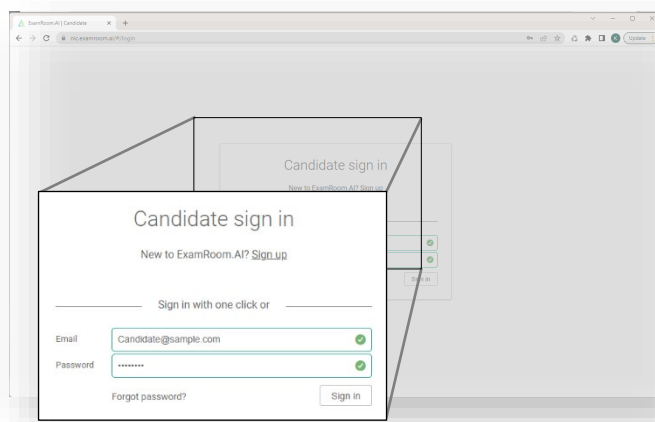 ExamRoom.AI | Candidate
nic.examroom.ai/#/login
Update
Candidate sign in
New to ExamRoom.AI? Sign up
Sign in
Candidate sign in
New to ExamRoom.AI? Sign up
Sign in with one click or
Email
Candidate@sample.com
Password
••••••••
Forgot password?
Sign in